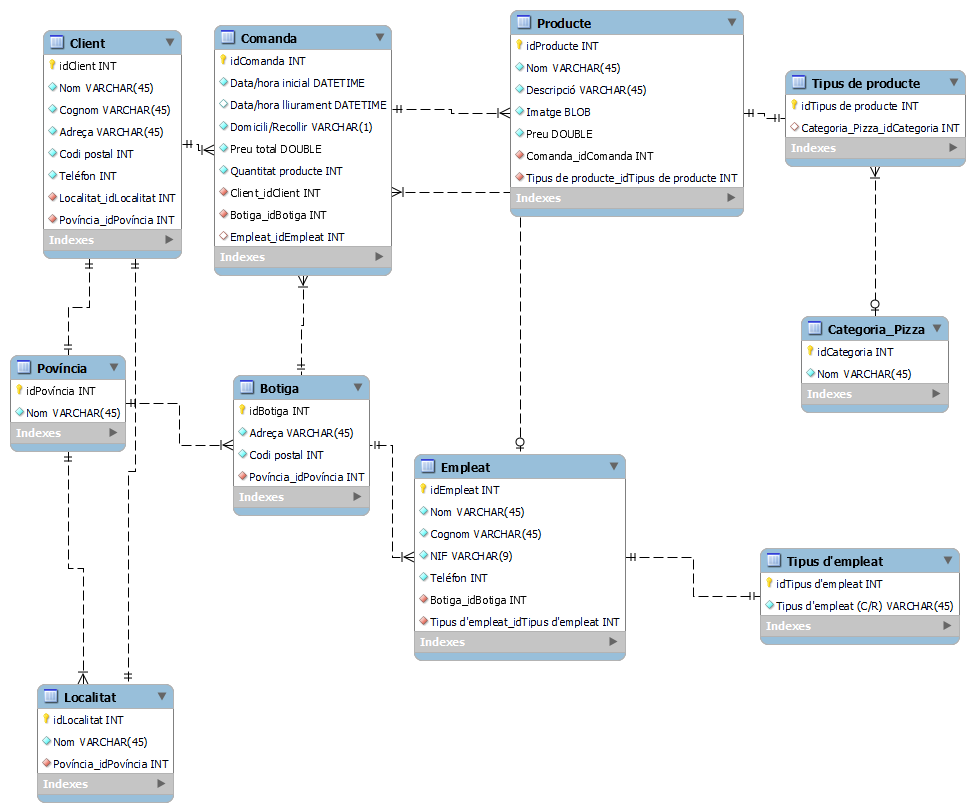 Client
idClient INT
Nom VARCHAR(45)
Cognom VARCHAR(45)
Adreça VARCHAR(45)
Codi postal INT
Teléfon INT
Localitat_idLocalitat INT
Povíncia_idPovíncia INT
Indexes
Comanda
idComanda INT
Data/hora inicial DATETIME
Data/hora lliurament DATETIME
Domicili/Recollir VARCHAR(1)
Preu total DOUBLE
Quantitat producte INT
Client_idClient INT
Botiga_idBotiga INT
Empleat_idEmpleat INT
Indexes
Producte
idProducte INT
Nom VARCHAR(45)
Descripció VARCHAR(45)
Imatge BLOB
Preu DOUBLE
Comanda_idComanda INT
Tipus de producte_idTipus de producte INT
Indexes
Tipus de producte
idTipus de producte INT
Categoria_Pizza_idCategoria INT
Indexes
Categoria_Pizza
idCategoria INT
Nom VARCHAR(45)
Indexes
Povíncia
idPovíncia INT
Nom VARCHAR(45)
Indexes
Botiga
idBotiga INT
Adreça VARCHAR(45)
Codi postal INT
Povíncia_idPovíncia INT
Indexes
Empleat
idEmpleat INT
Nom VARCHAR(45)
Cognom VARCHAR(45)
NIF VARCHAR(9)
Teléfon INT
Botiga_idBotiga INT
Tipus d'empleat_idTipus d'empleat INT
Indexes
Tipus d'empleat
idTipus d'empleat INT
Tipus d'empleat (C/R) VARCHAR(45)
Indexes
Localitat
idLocalitat INT
Nom VARCHAR(45)
Povíncia_idPovíncia INT
Indexes